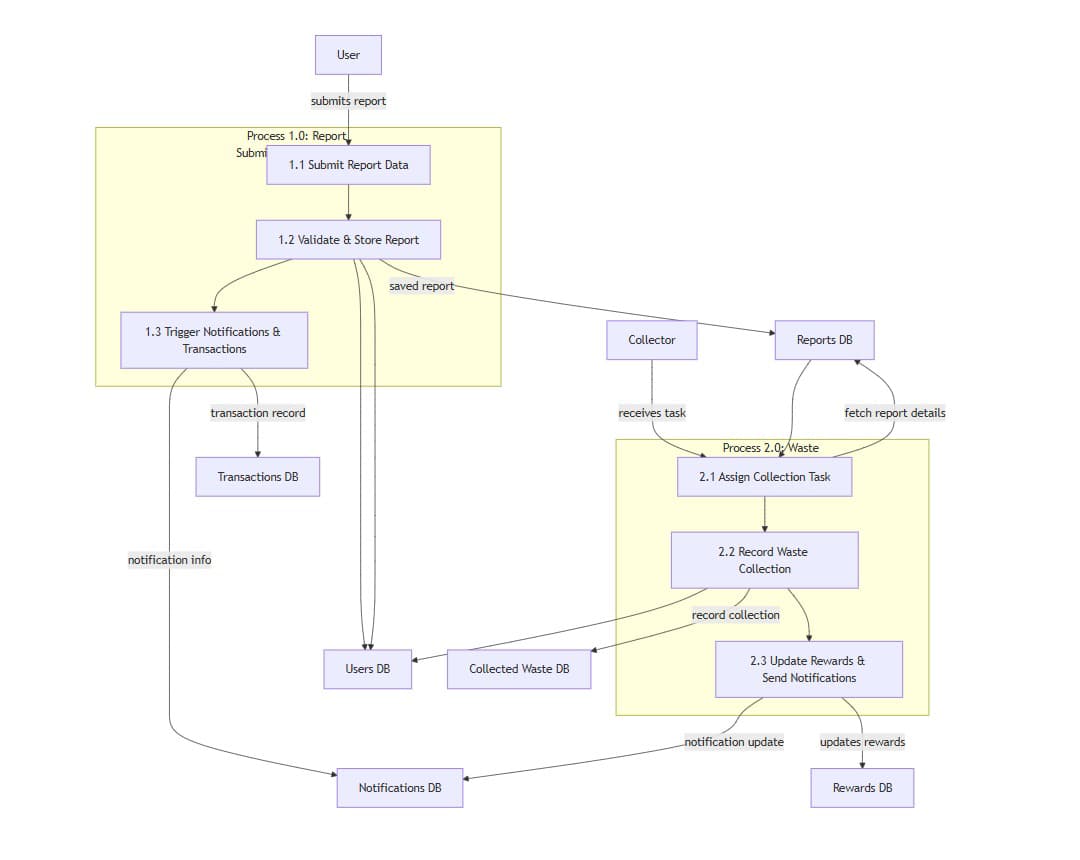 User
submits report
Process 1.0: Report
Submi
1.1 Submit Report Data
1.2 Validate & Store Report
saved report
1.3 Trigger Notifications &
Transactions
Collector
Reports DB
transaction record
receives task
fetch report details
Process 2.0: Waste
Transactions DB
2.1 Assign Collection Task
notification info
2.2 Record Waste
Collection
record collection
Users DB
Collected Waste DB
2.3 Update Rewards &
Send Notifications
notification update
updates rewards
Notifications DB
Rewards DB